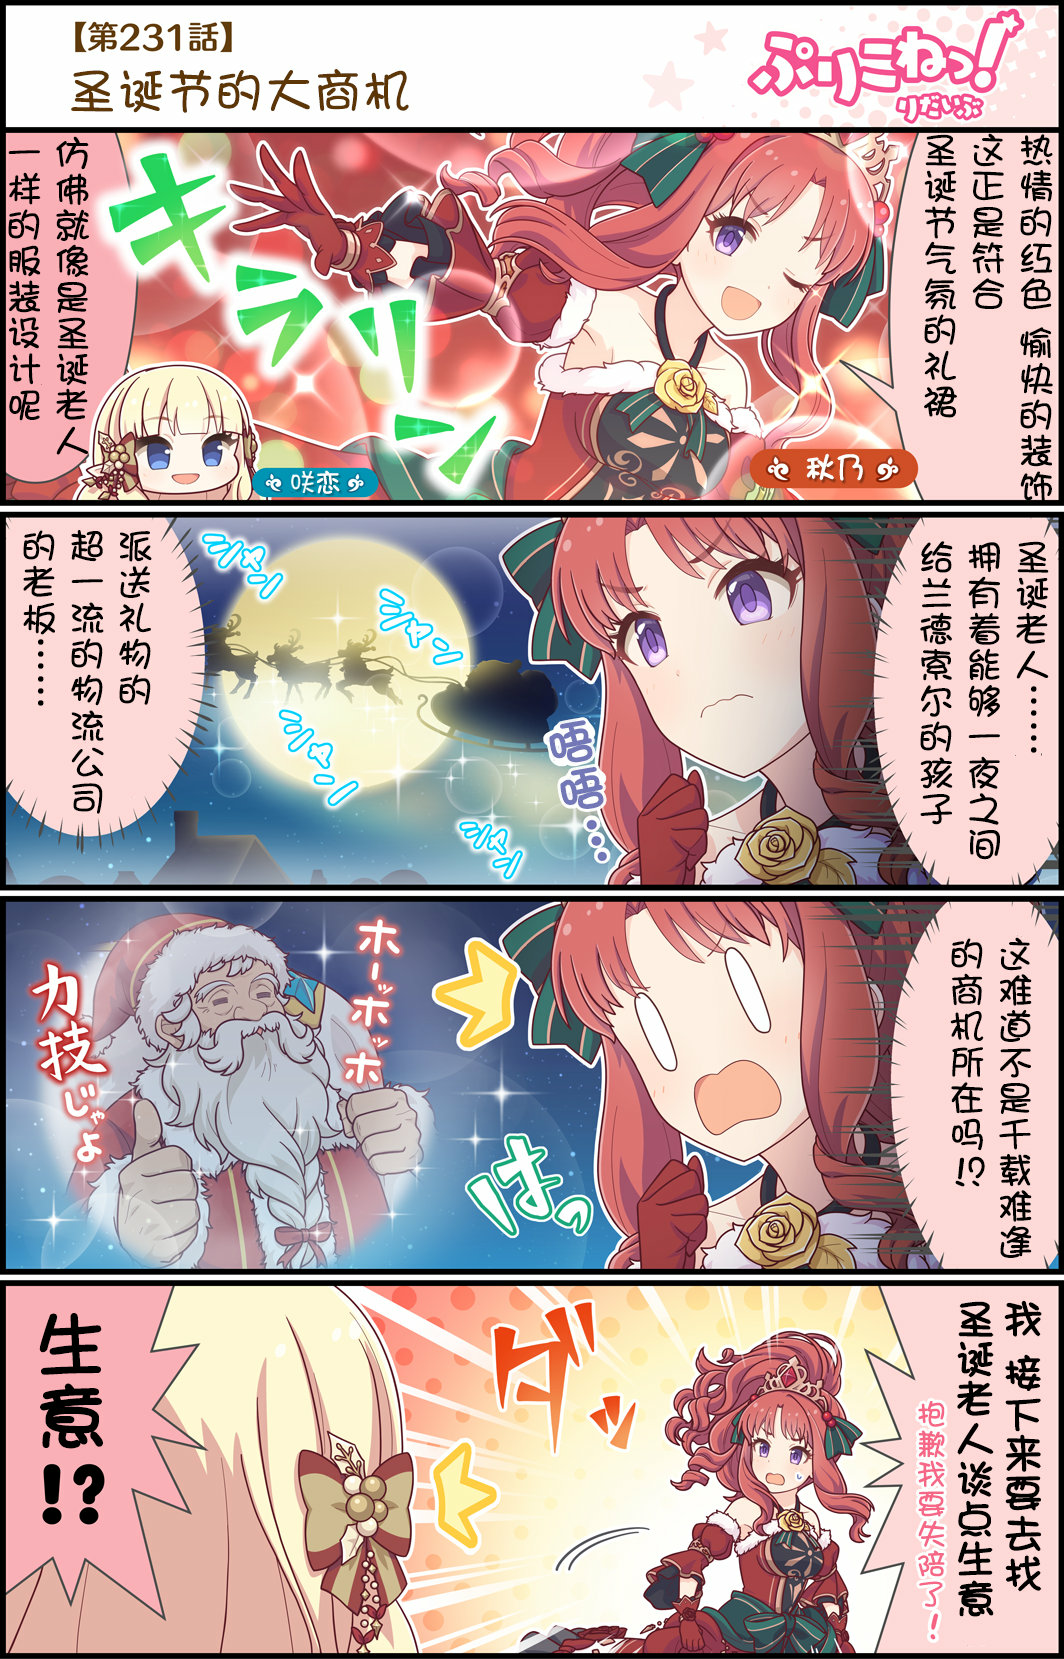 【第231話】
圣诞节的大商机
ぷりこねっ!
りだいぶ
热情的红色 愉快的装饰
这正是符合
圣诞节气氛的礼裙
キラリン
秋乃
仿佛就像是圣诞老人
一样的服装设计呢
咲恋
圣诞老人……
拥有着能够一夜之间
给兰德索尔的孩子
派送礼物的
超一流的物流公司
的老板……
シャン
シャン
シャン
シャン
唔唔…
这难道不是千载难逢
的商机所在吗!?
ホーッホッホッホ
力技じゃよ
はっ
我 接下来要去找
圣诞老人谈点生意
抱歉我要失陪了!
ダッ
生意!?